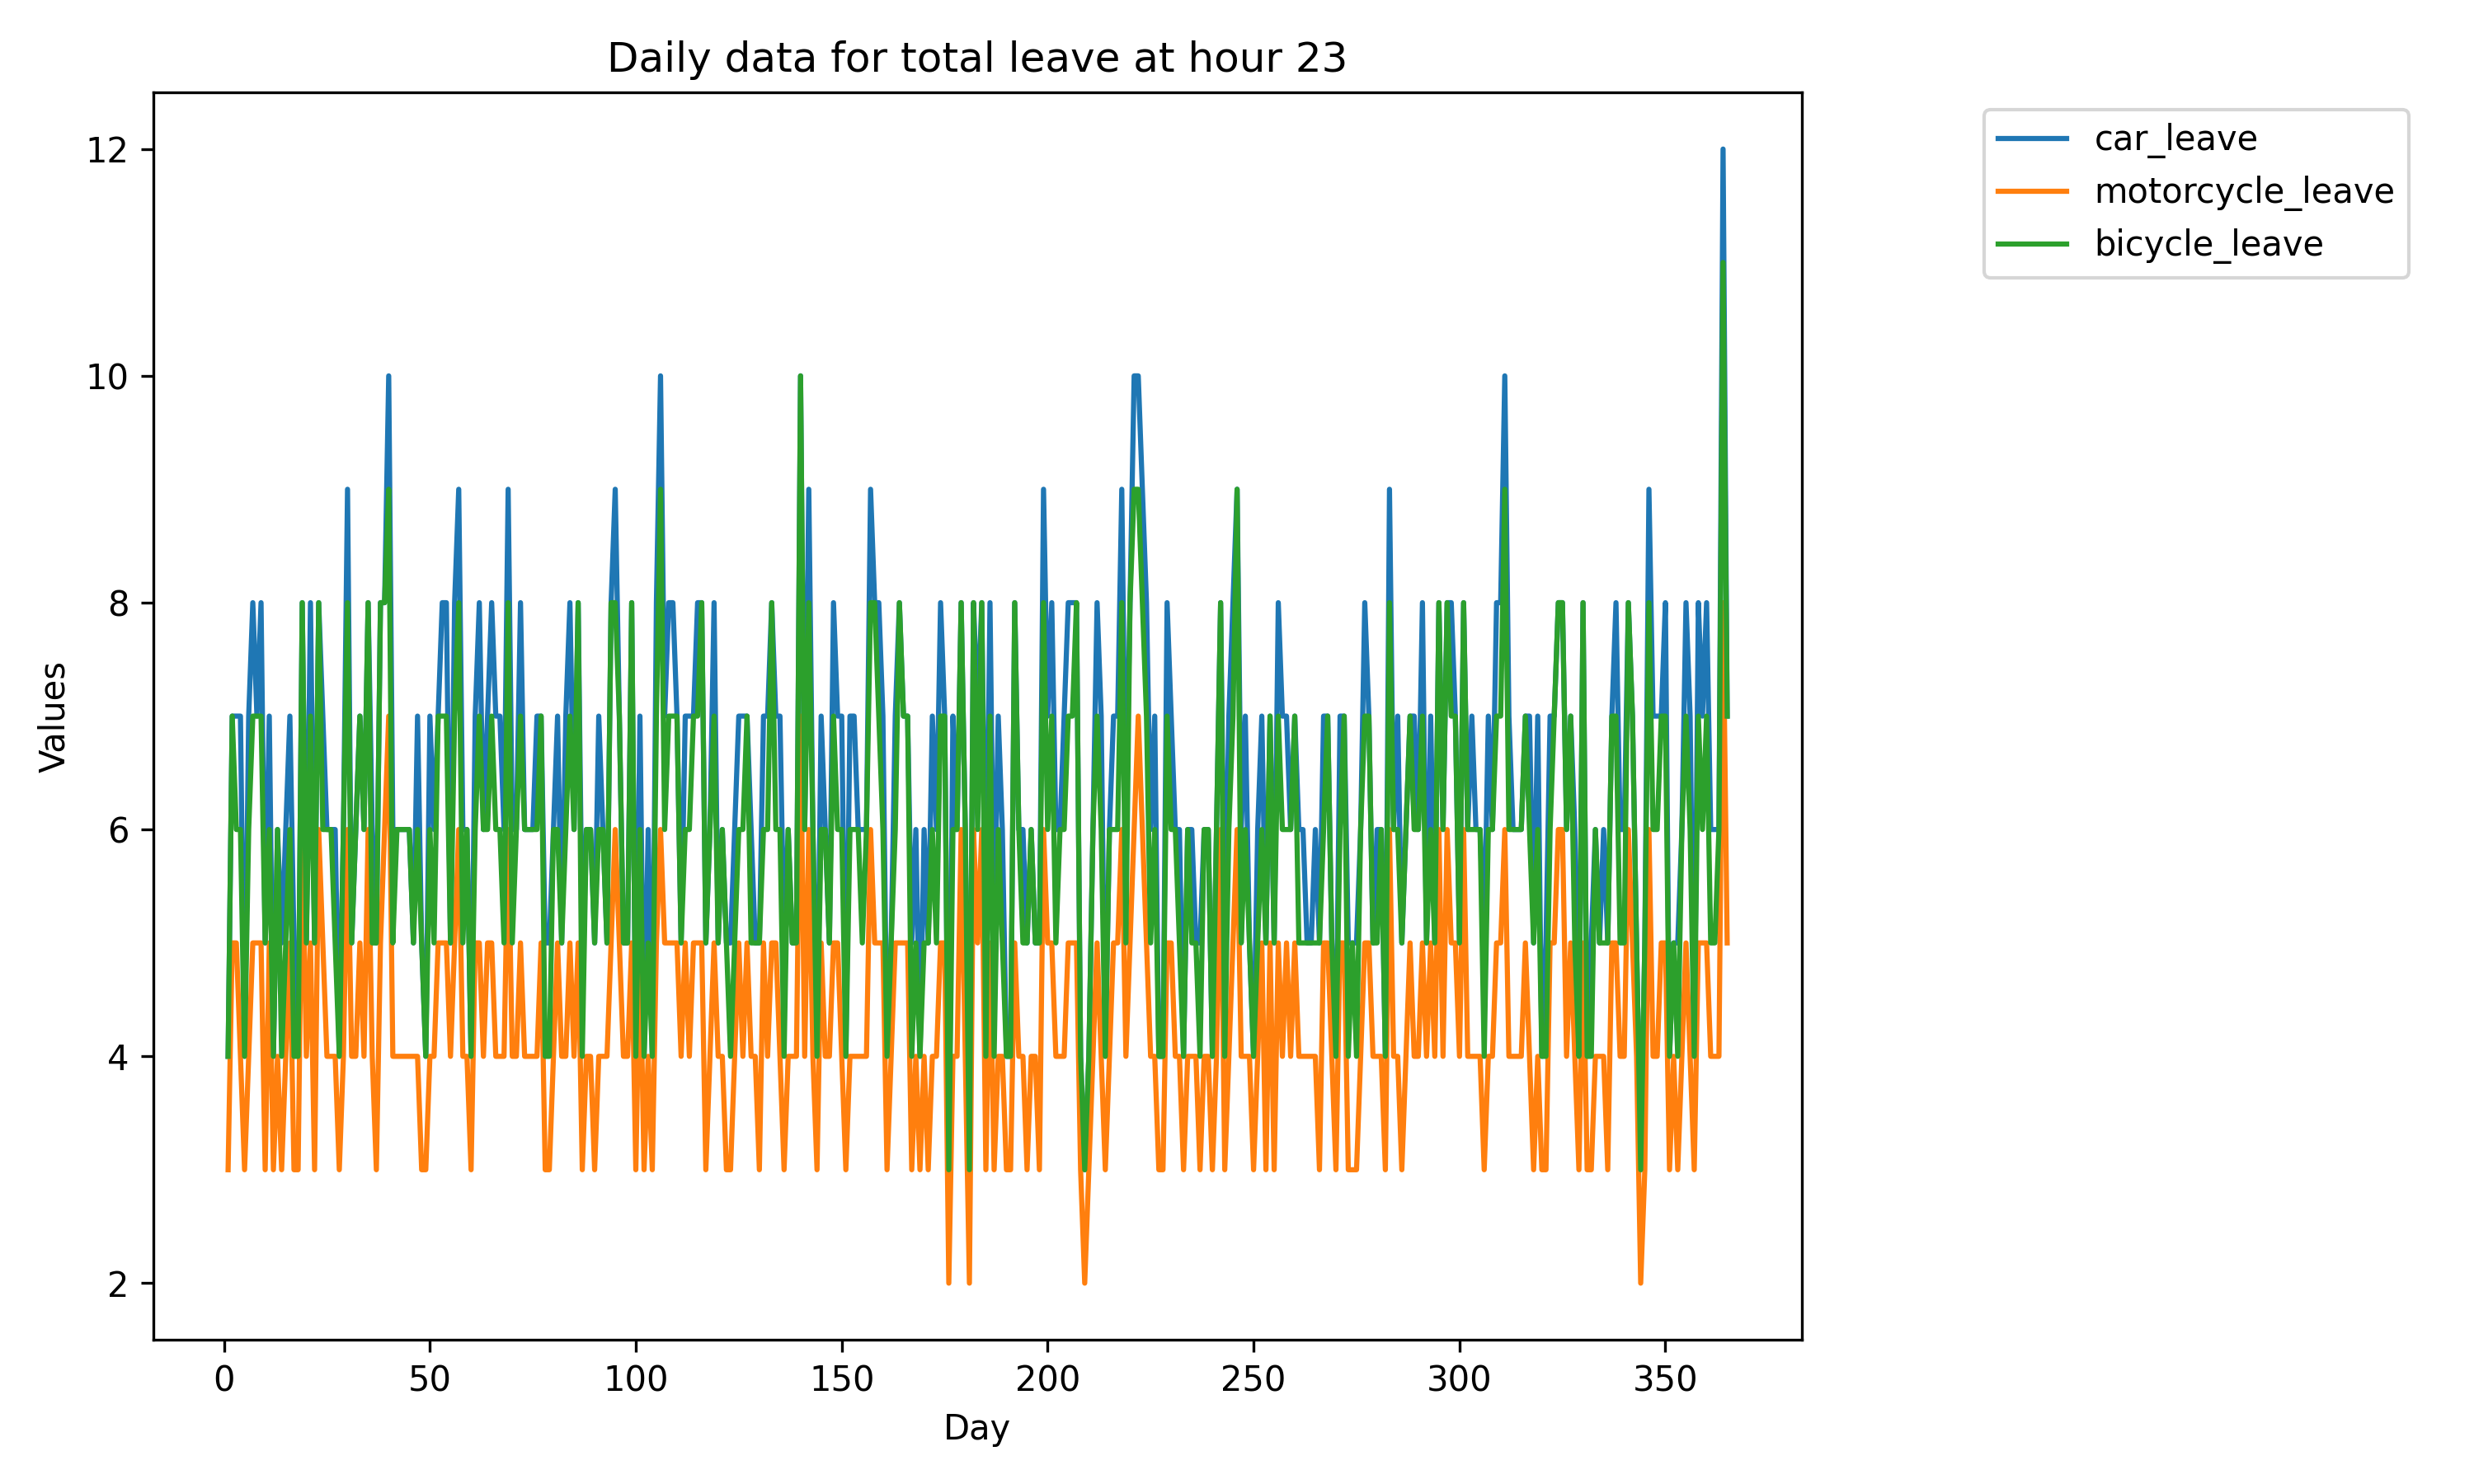 Daily data for total leave at hour 23
car_leave
motorcycle_leave
bicycle_leave
Values
12
10
8
6
4
2
0 50 100 150 200 250 300 350
Day